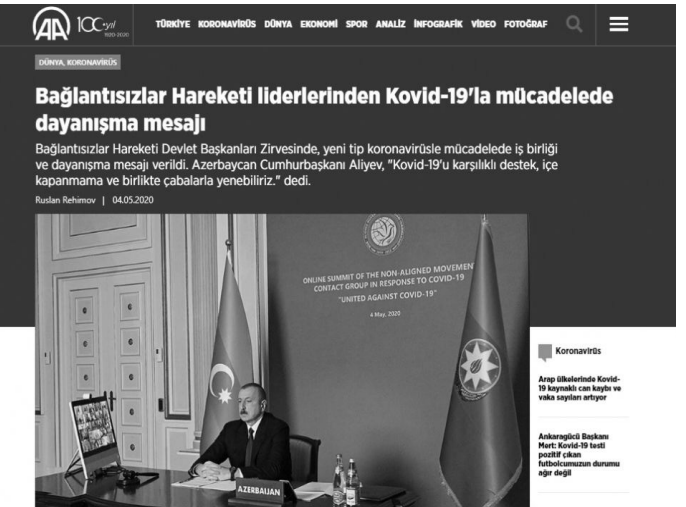 AA 100.yıl
1920-2020
TÜRKİYE KORONAVİRÜS DÜNYA EKONOMİ SPOR ANALİZ İNFOGRAFİK VİDEO FOTOĞRAF
DÜNYA, KORONAVİRÜS
Bağlantısızlar Hareketi liderlerinden Kovid-19'la mücadelede
dayanışma mesajı
Bağlantısızlar Hareketi Devlet Başkanları Zirvesinde, yeni tip koronavirüsle mücadelede iş birliği
ve dayanışma mesajı verildi. Azerbaycan Cumhurbaşkanı Aliyev, "Kovid-19'u karşılıklı destek, içe
kapanmama ve birlikte çabalarla yenebiliriz." dedi.
Ruslan Rehimov | 04.05.2020
ONLINE SUMMIT OF THE NON-ALIGNED MOVEMENT
CONTACT GROUP IN RESPONSE TO COVID-19
"UNITED AGAINST COVID-19"
4 May, 2020
AZERBAIJAN
Koronavirüs
Arap ülkelerinde Kovid-
19 kaynaklı can kaybı ve
vaka sayıları artıyor
Ankaragücü Başkanı
Mert: Kovid-19 testi
pozitif çıkan
futbolcumuzun durumu
ağır değil